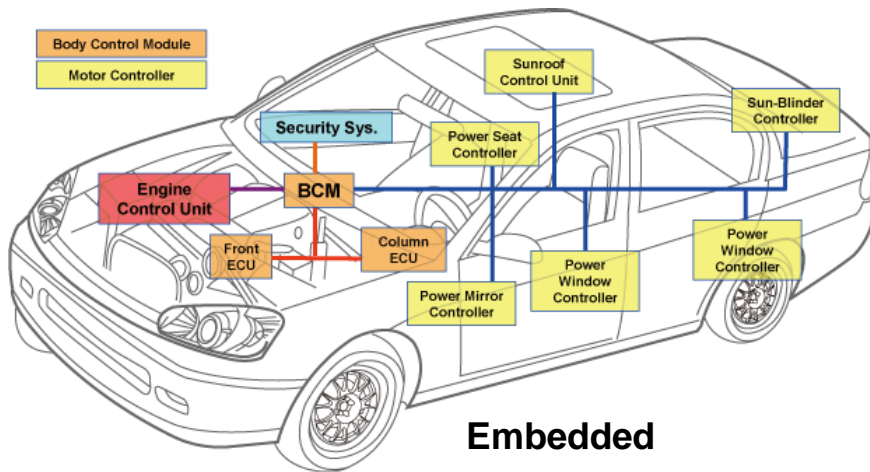 Body Control Module
Motor Controller
Sunroof
Control Unit
Sun-Blinder
Controller
Security Sys.
Power Seat
Controller
Engine
Control Unit
BCM
Front
ECU
Column
ECU
Power Mirror
Controller
Power
Window
Controller
Power
Window
Controller
Embedded